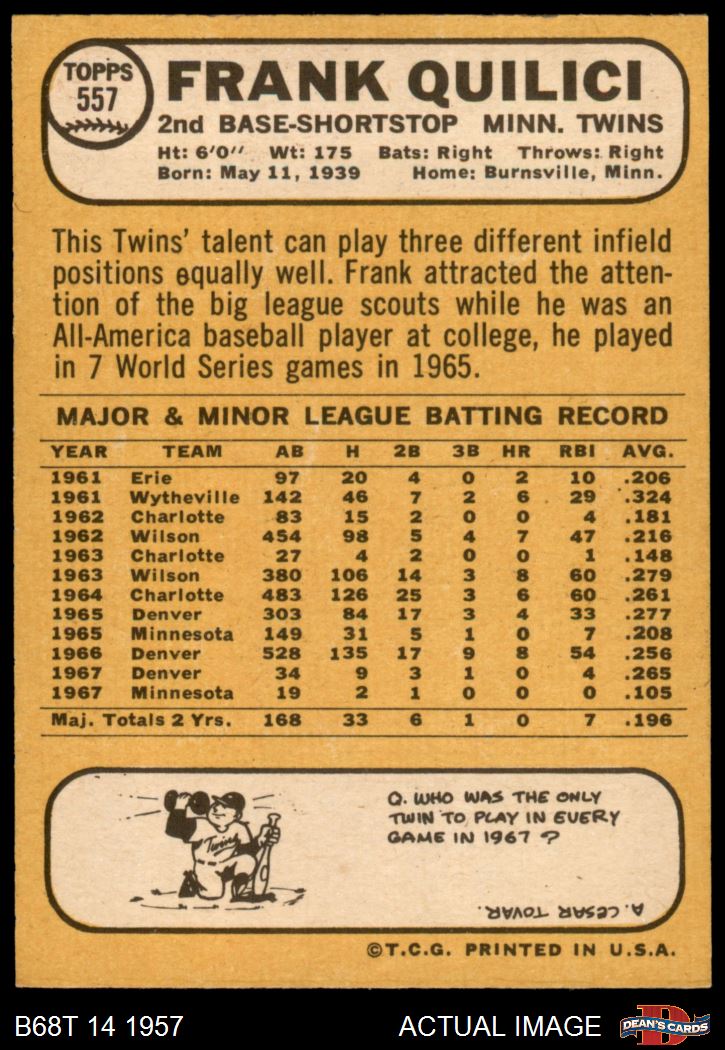 TOPPS
557
FRANK QUILICI
2nd BASE-SHORTSTOP MINN. TWINS
Ht: 6'0" Wt: 175 Bats: Right Throws: Right
Born: May 11, 1939 Home: Burnsville, Minn.
This Twins' talent can play three different infield
positions equally well. Frank attracted the atten-
tion of the big league scouts while he was an
All-America baseball player at college, he played
in 7 World Series games in 1965.
MAJOR & MINOR LEAGUE BATTING RECORD
YEAR TEAM AB H 2B 3B HR RBI AVG.
1961 Erie 97 20 4 0 2 10 .206
1961 Wytheville 142 46 7 2 6 29 .324
1962 Charlotte 83 15 2 0 0 4 .181
1962 Wilson 454 98 5 4 7 47 .216
1963 Charlotte 27 4 2 0 0 1 .148
1963 Wilson 380 106 14 3 8 60 .279
1964 Charlotte 483 126 25 3 6 60 .261
1965 Denver 303 84 17 3 4 33 .277
1965 Minnesota 149 31 5 1 0 7 .208
1966 Denver 528 135 17 9 8 54 .256
1967 Denver 34 9 3 1 0 4 .265
1967 Minnesota 19 2 1 0 0 0 .105
Maj. Totals 2 Yrs. 168 33 6 1 0 7 .196
Twins
Q. WHO WAS THE ONLY
TWIN TO PLAY IN EVERY
GAME IN 1967 ?
A. CESAR TOVAR.
©T.C.G. PRINTED IN U.S.A.
B68T 14 1957 ACTUAL IMAGE
D
DEAN'S CARDS